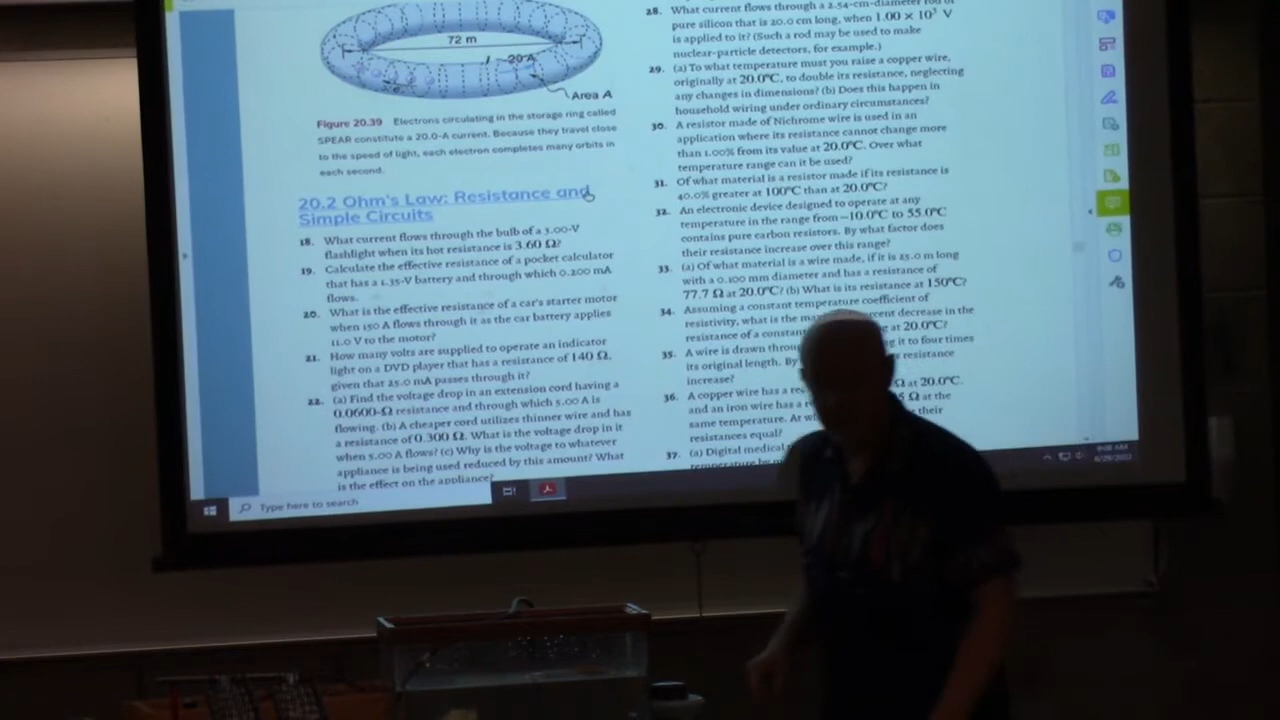 72 m
I ~20 A
Area A
Figure 20.39 Electrons circulating in the storage ring called
SPEAR constitute a 20.0-A current. Because they travel close
to the speed of light, each electron completes many orbits in
each second.
20.2 Ohm's Law: Resistance and
Simple Circuits
18. What current flows through the bulb of a 3.00-V
flashlight when its hot resistance is 3.60 Ω?
19. Calculate the effective resistance of a pocket calculator
that has a 1.35-V battery and through which 0.200 mA
flows.
20. What is the effective resistance of a car's starter motor
when 150 A flows through it as the car battery applies
11.0 V to the motor?
21. How many volts are supplied to operate an indicator
light on a DVD player that has a resistance of 140 Ω,
given that 25.0 mA passes through it?
22. (a) Find the voltage drop in an extension cord having a
0.0600-Ω resistance and through which 5.00 A is
flowing. (b) A cheaper cord utilizes thinner wire and has
a resistance of 0.300 Ω. What is the voltage drop in it
when 5.00 A flows? (c) Why is the voltage to whatever
appliance is being used reduced by this amount? What
is the effect on the appliance?
28. What current flows through a 2.54-cm-diameter rod of
pure silicon that is 20.0 cm long, when 1.00 × 10³ V
is applied to it? (Such a rod may be used to make
nuclear-particle detectors, for example.)
29. (a) To what temperature must you raise a copper wire,
originally at 20.0ºC, to double its resistance, neglecting
any changes in dimensions? (b) Does this happen in
household wiring under ordinary circumstances?
30. A resistor made of Nichrome wire is used in an
application where its resistance cannot change more
than 1.00% from its value at 20.0ºC. Over what
temperature range can it be used?
31. Of what material is a resistor made if its resistance is
40.0% greater at 100ºC than at 20.0ºC?
32. An electronic device designed to operate at any
temperature in the range from –10.0ºC to 55.0ºC
contains pure carbon resistors. By what factor does
their resistance increase over this range?
33. (a) Of what material is a wire made, if it is 25.0 m long
with a 0.100 mm diameter and has a resistance of
77.7 Ω at 20.0ºC? (b) What is its resistance at 150ºC?
34. Assuming a constant temperature coefficient of
resistivity, what is the decrease in the
resistance of a constant at 20.0ºC?
35. A wire is drawn it to four times
its original length. By resistance
increase?
36. A copper wire has a Ω at 20.0ºC,
and an iron wire has a Ω at the
same temperature. At their
resistances equal?
37. (a) Digital medical
temperature by
Type here to search
9:08 AM
4/29/2022